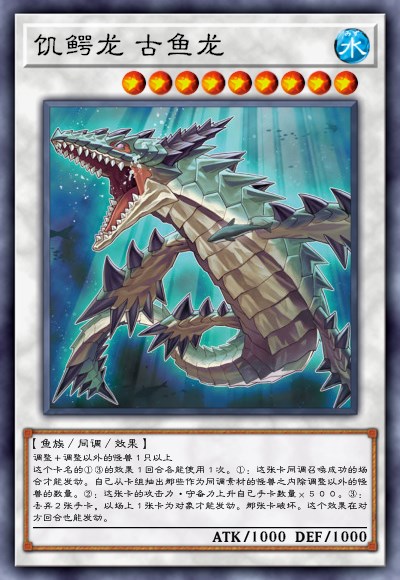 饥鳄龙 古鱼龙
みず
水
【鱼族／同调／效果】
调整＋调整以外的怪兽1只以上
这个卡名的①③的效果1回合各能使用1次。①：这张卡同调召唤成功的场
合才能发动。自己从卡组抽出那些作为同调素材的怪兽之内除调整以外的怪
兽的数量。②：这张卡的攻击力·守备力上升自己手卡数量×500。③：
丢弃2张手卡，以场上1张卡为对象才能发动。那张卡破坏。这个效果在对
方回合也能发动。
ATK/1000 DEF/1000